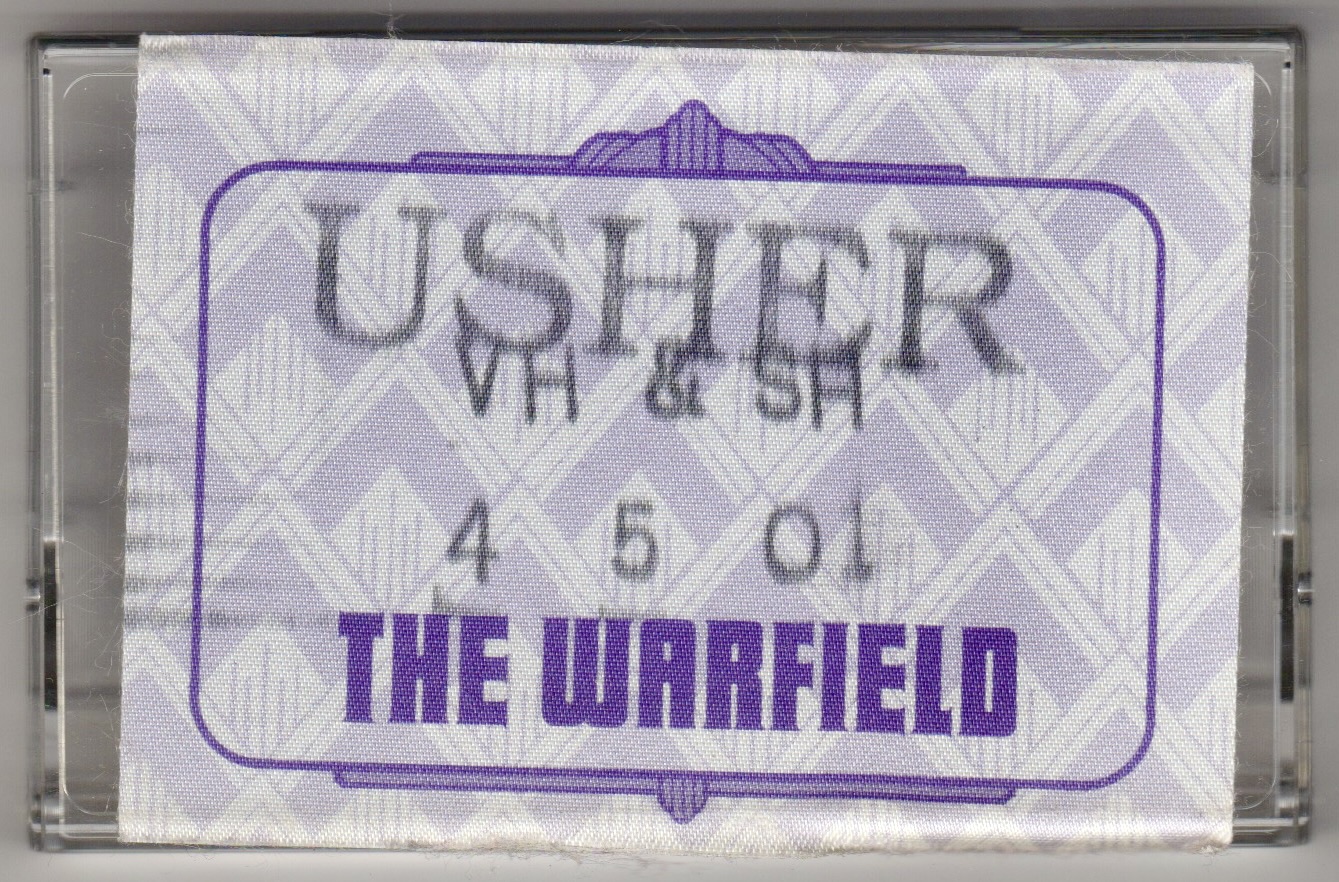 USHER
VH & SH
4 5 01
THE WARFIELD